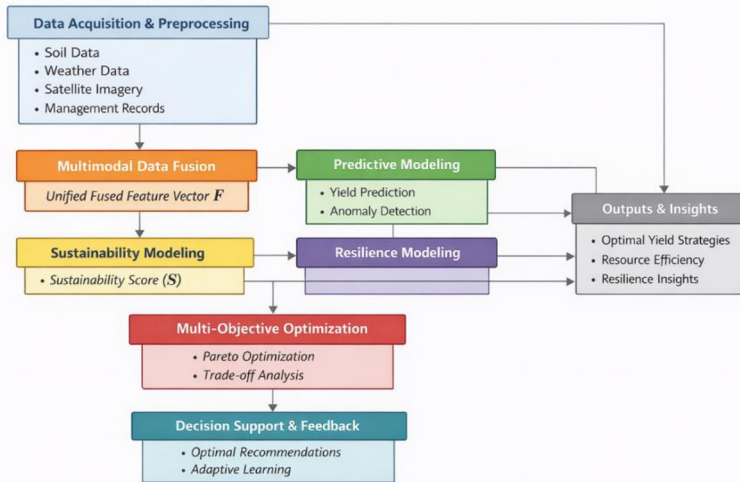 Data Acquisition & Preprocessing
• Soil Data
• Weather Data
• Satellite Imagery
• Management Records
Multimodal Data Fusion
Unified Fused Feature Vector F
Predictive Modeling
• Yield Prediction
• Anomaly Detection
Outputs & Insights
• Optimal Yield Strategies
• Resource Efficiency
• Resilience Insights
Sustainability Modeling
• Sustainability Score (S)
Resilience Modeling
Multi-Objective Optimization
• Pareto Optimization
• Trade-off Analysis
Decision Support & Feedback
• Optimal Recommendations
• Adaptive Learning